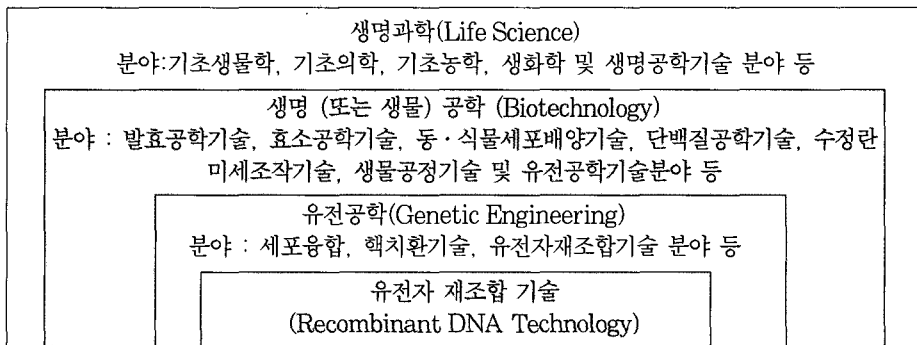 생명과학(Life Science)
분야:기초생물학, 기초의학, 기초농학, 생화학 및 생명공학기술 분야 등
생명 (또는 생물) 공학 (Biotechnology)
분야 : 발효공학기술, 효소공학기술, 동·식물세포배양기술, 단백질공학기술, 수정란
미세조작기술, 생물공정기술 및 유전공학기술분야 등
유전공학(Genetic Engineering)
분야 : 세포융합, 핵치환기술, 유전자재조합기술 분야 등
유전자 재조합 기술
(Recombinant DNA Technology)